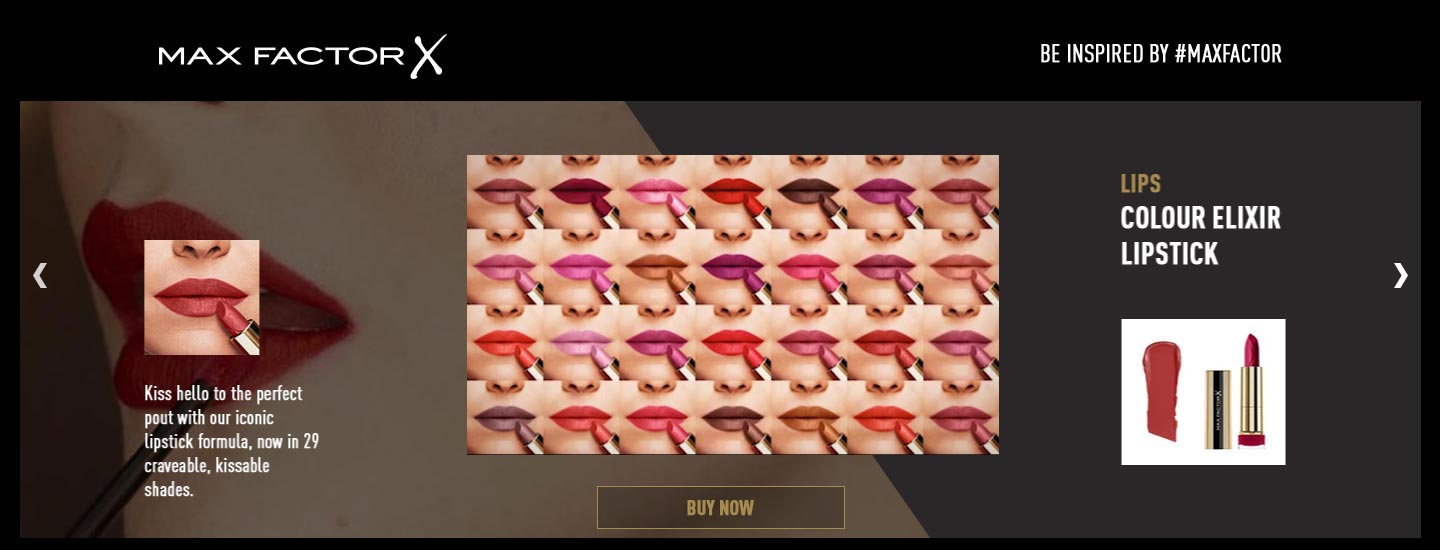 MAX FACTOR X
BE INSPIRED BY #MAXFACTOR
LIPS
COLOUR ELIXIR
LIPSTICK
Kiss hello to the perfect
pout with our iconic
lipstick formula, now in 29
craveable, kissable
shades.
MAX FACTOR X
BUY NOW